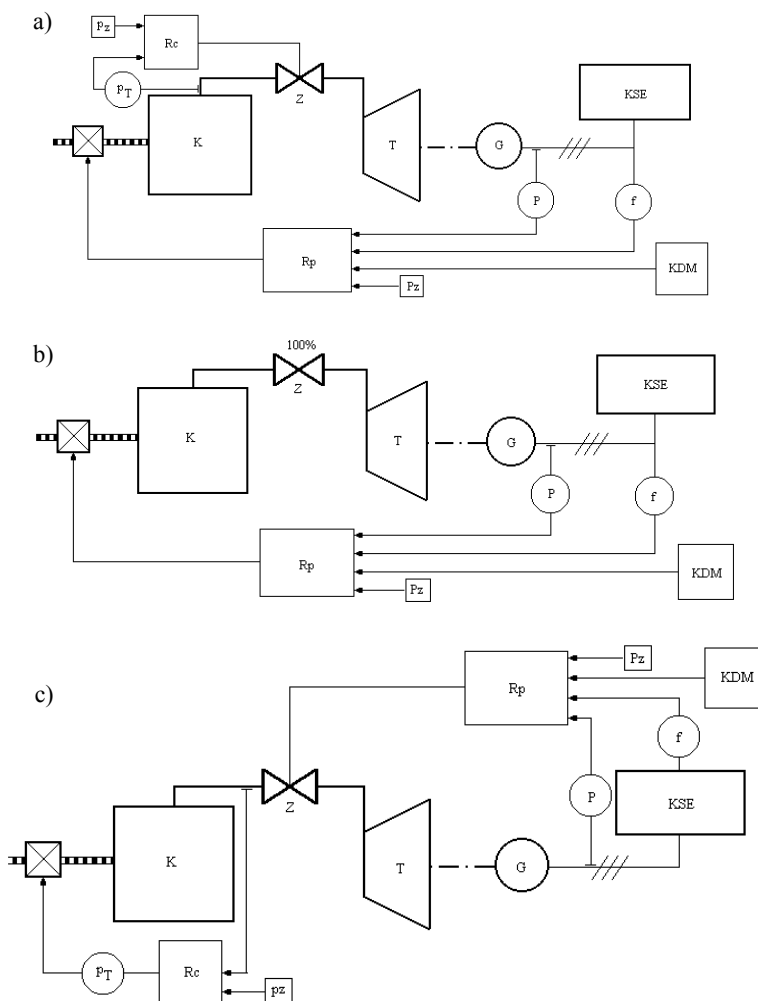 a)
pz
Rc
pT
Z
K
T
G
KSE
P
f
Rp
KDM
Pz
b)
100%
Z
K
T
G
KSE
P
f
Rp
KDM
Pz
c)
Rp
Pz
KDM
f
Z
P
KSE
K
T
G
pT
Rc
pz